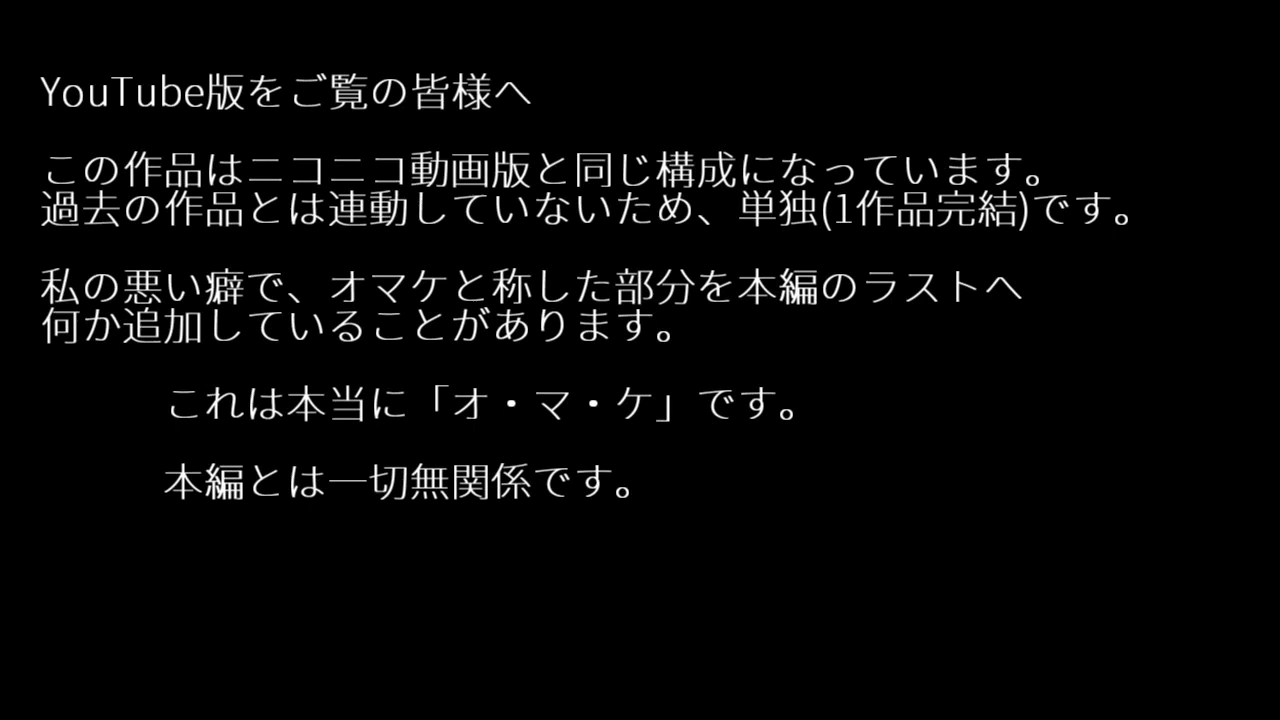 YouTube版をご覧の皆様へ
この作品はニコニコ動画版と同じ構成になっています。
過去の作品とは連動していないため、単独(1作品完結)です。
私の悪い癖で、オマケと称した部分を本編のラストへ
何か追加していることがあります。
これは本当に「オ・マ・ケ」です。
本編とは一切無関係です。